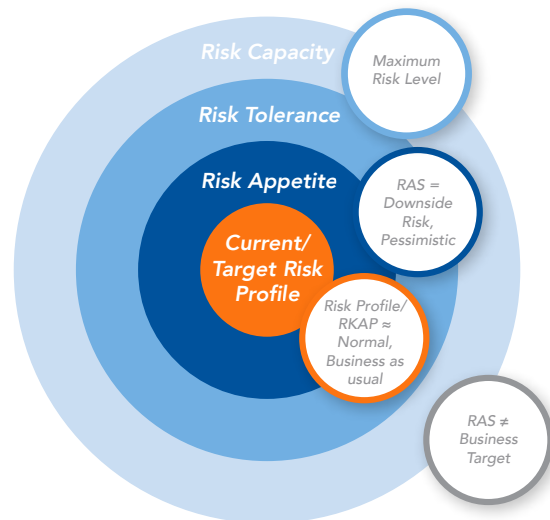 Risk Capacity
Maximum
Risk Level
Risk Tolerance
RAS =
Downside
Risk,
Pessimistic
Risk Appetite
Current/
Target Risk
Profile
Risk Profile/
RKAP ≈
Normal,
Business as
usual
RAS ≠
Business
Target